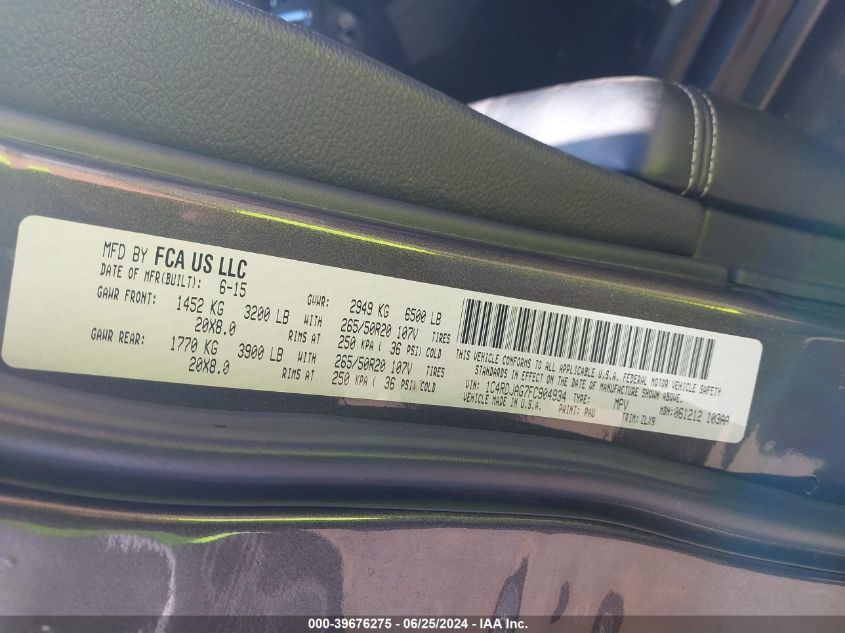 MFD BY FCA US LLC
DATE OF MFR(BUILT): 6-15
GAWR FRONT: 1452 KG 3200 LB WITH 265/50R20 107V TIRES
20X8.0 RIMS AT 250 KPA ( 36 PSI) COLD
GAWR REAR: 1770 KG 3900 LB WITH 265/50R20 107V TIRES
20X8.0 RIMS AT 250 KPA ( 36 PSI) COLD
GVWR: 2949 KG 6500 LB
THIS VEHICLE CONFORMS TO ALL APPLICABLE U.S.A. FEDERAL MOTOR VEHICLE SAFETY
STANDARDS IN EFFECT ON THE DATE OF MANUFACTURE SHOWN ABOVE.
VIN: 1C4RDJAG7FC904934 TYPE: MPV MDH: 061212 103AA
VEHICLE MADE IN U.S.A. PAINT: PAU TRIM: ZLX9
000-39676275 - 06/25/2024 - IAA Inc.